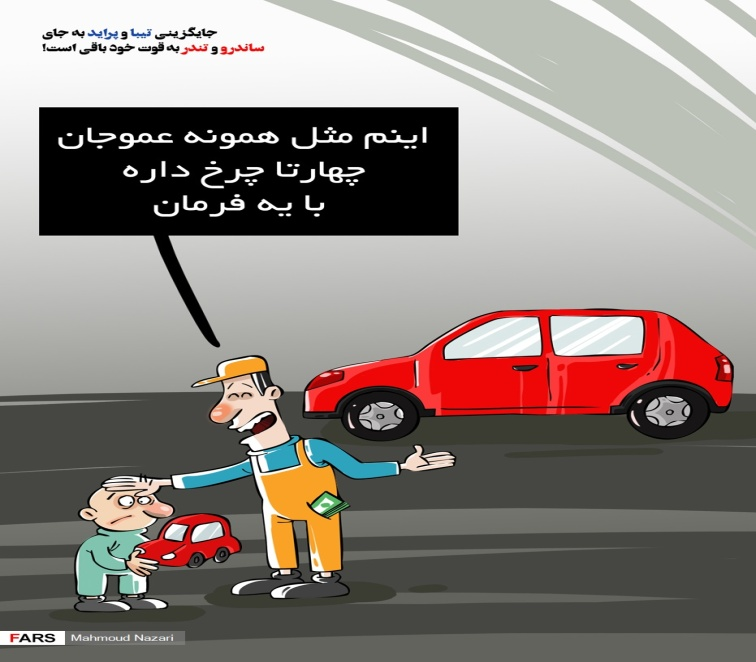 جایگزینی تیبا و پراید به جای
ساندرو و تندر به قوت خود باقی است!
اینم مثل همونه عموجان
چهارتا چرخ داره
با یه فرمان
FARS Mahmoud Nazari